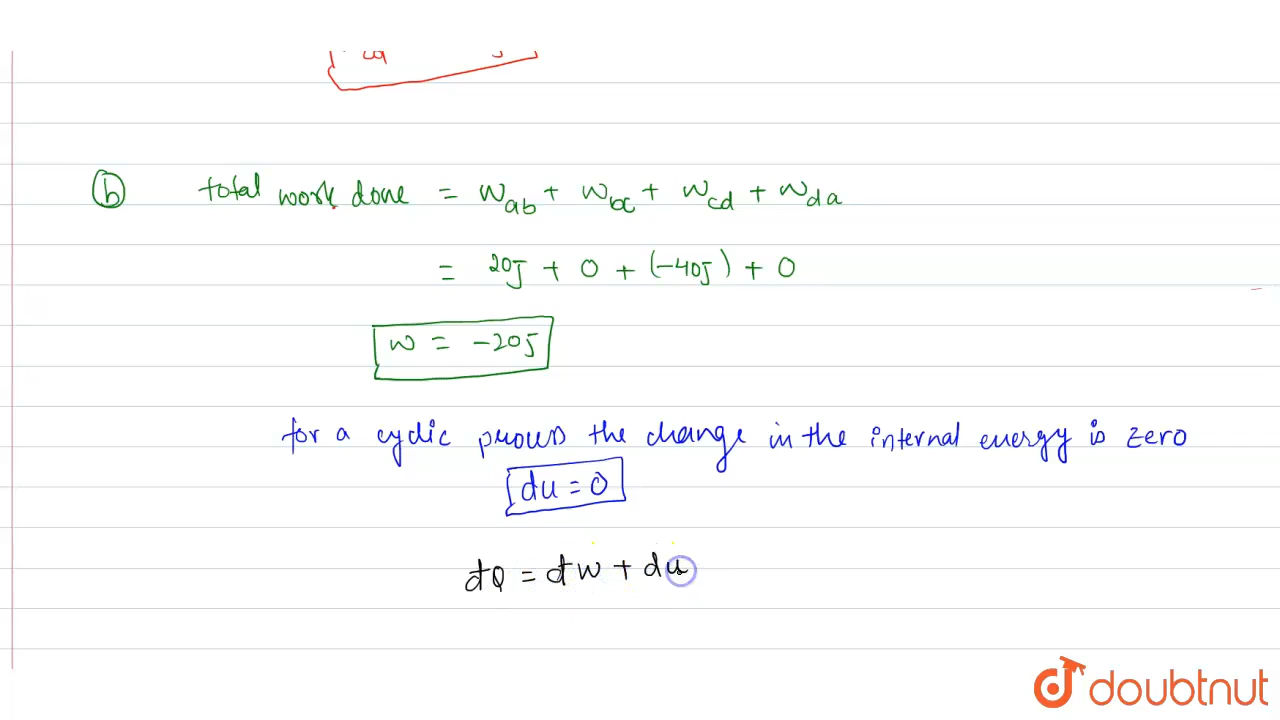 ⓑ total work done = W_ab + W_bc + W_cd + W_da
= 20J + 0 + (-40J) + 0
W = -20J
for a cyclic process the change in the internal energy is zero
du = 0
dQ = dW + du
doubtnut